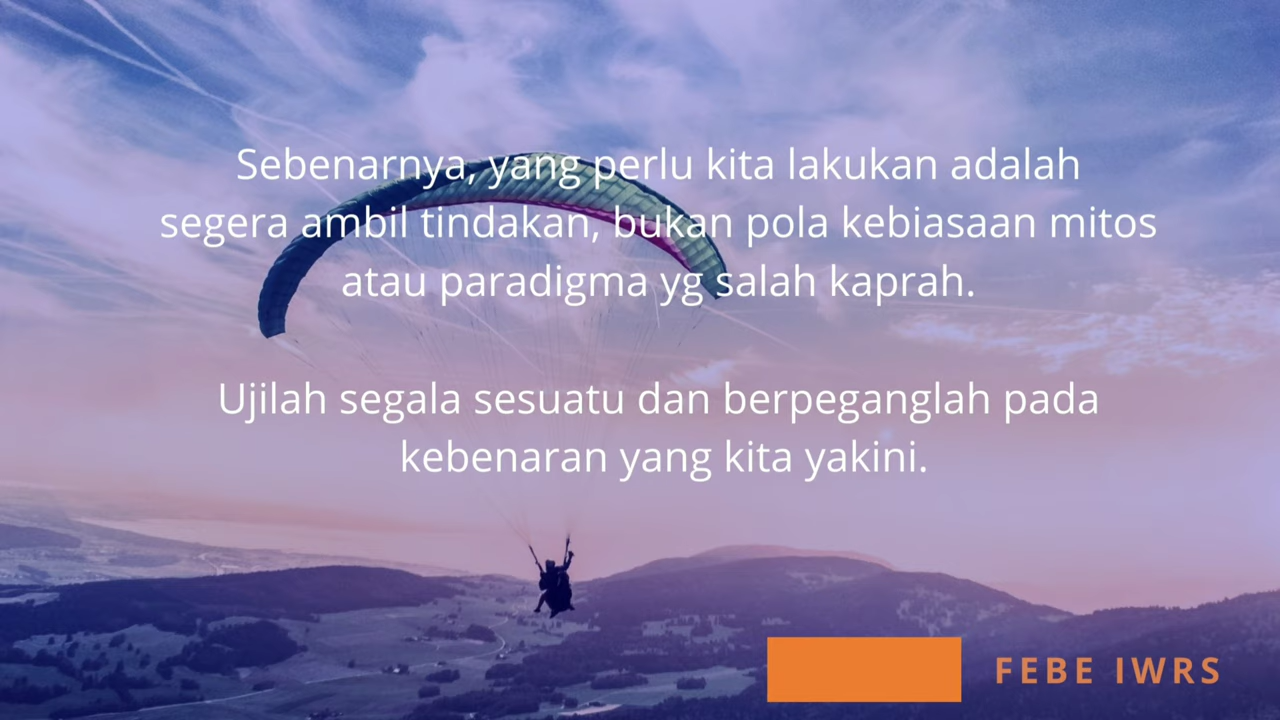 Sebenarnya, yang perlu kita lakukan adalah
segera ambil tindakan, bukan pola kebiasaan mitos
atau paradigma yg salah kaprah.
Ujilah segala sesuatu dan berpeganglah pada
kebenaran yang kita yakini.
FEBE IWRS